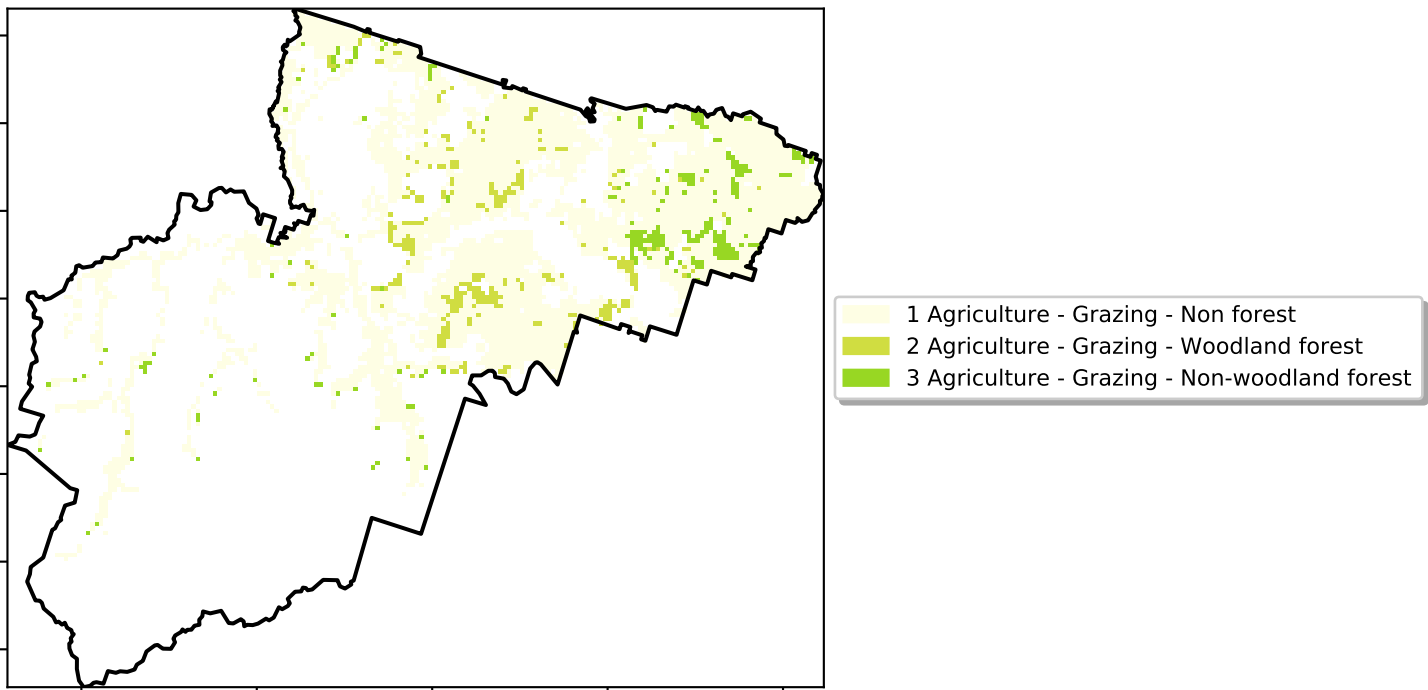 1 Agriculture - Grazing - Non forest
2 Agriculture - Grazing - Woodland forest
3 Agriculture - Grazing - Non-woodland forest